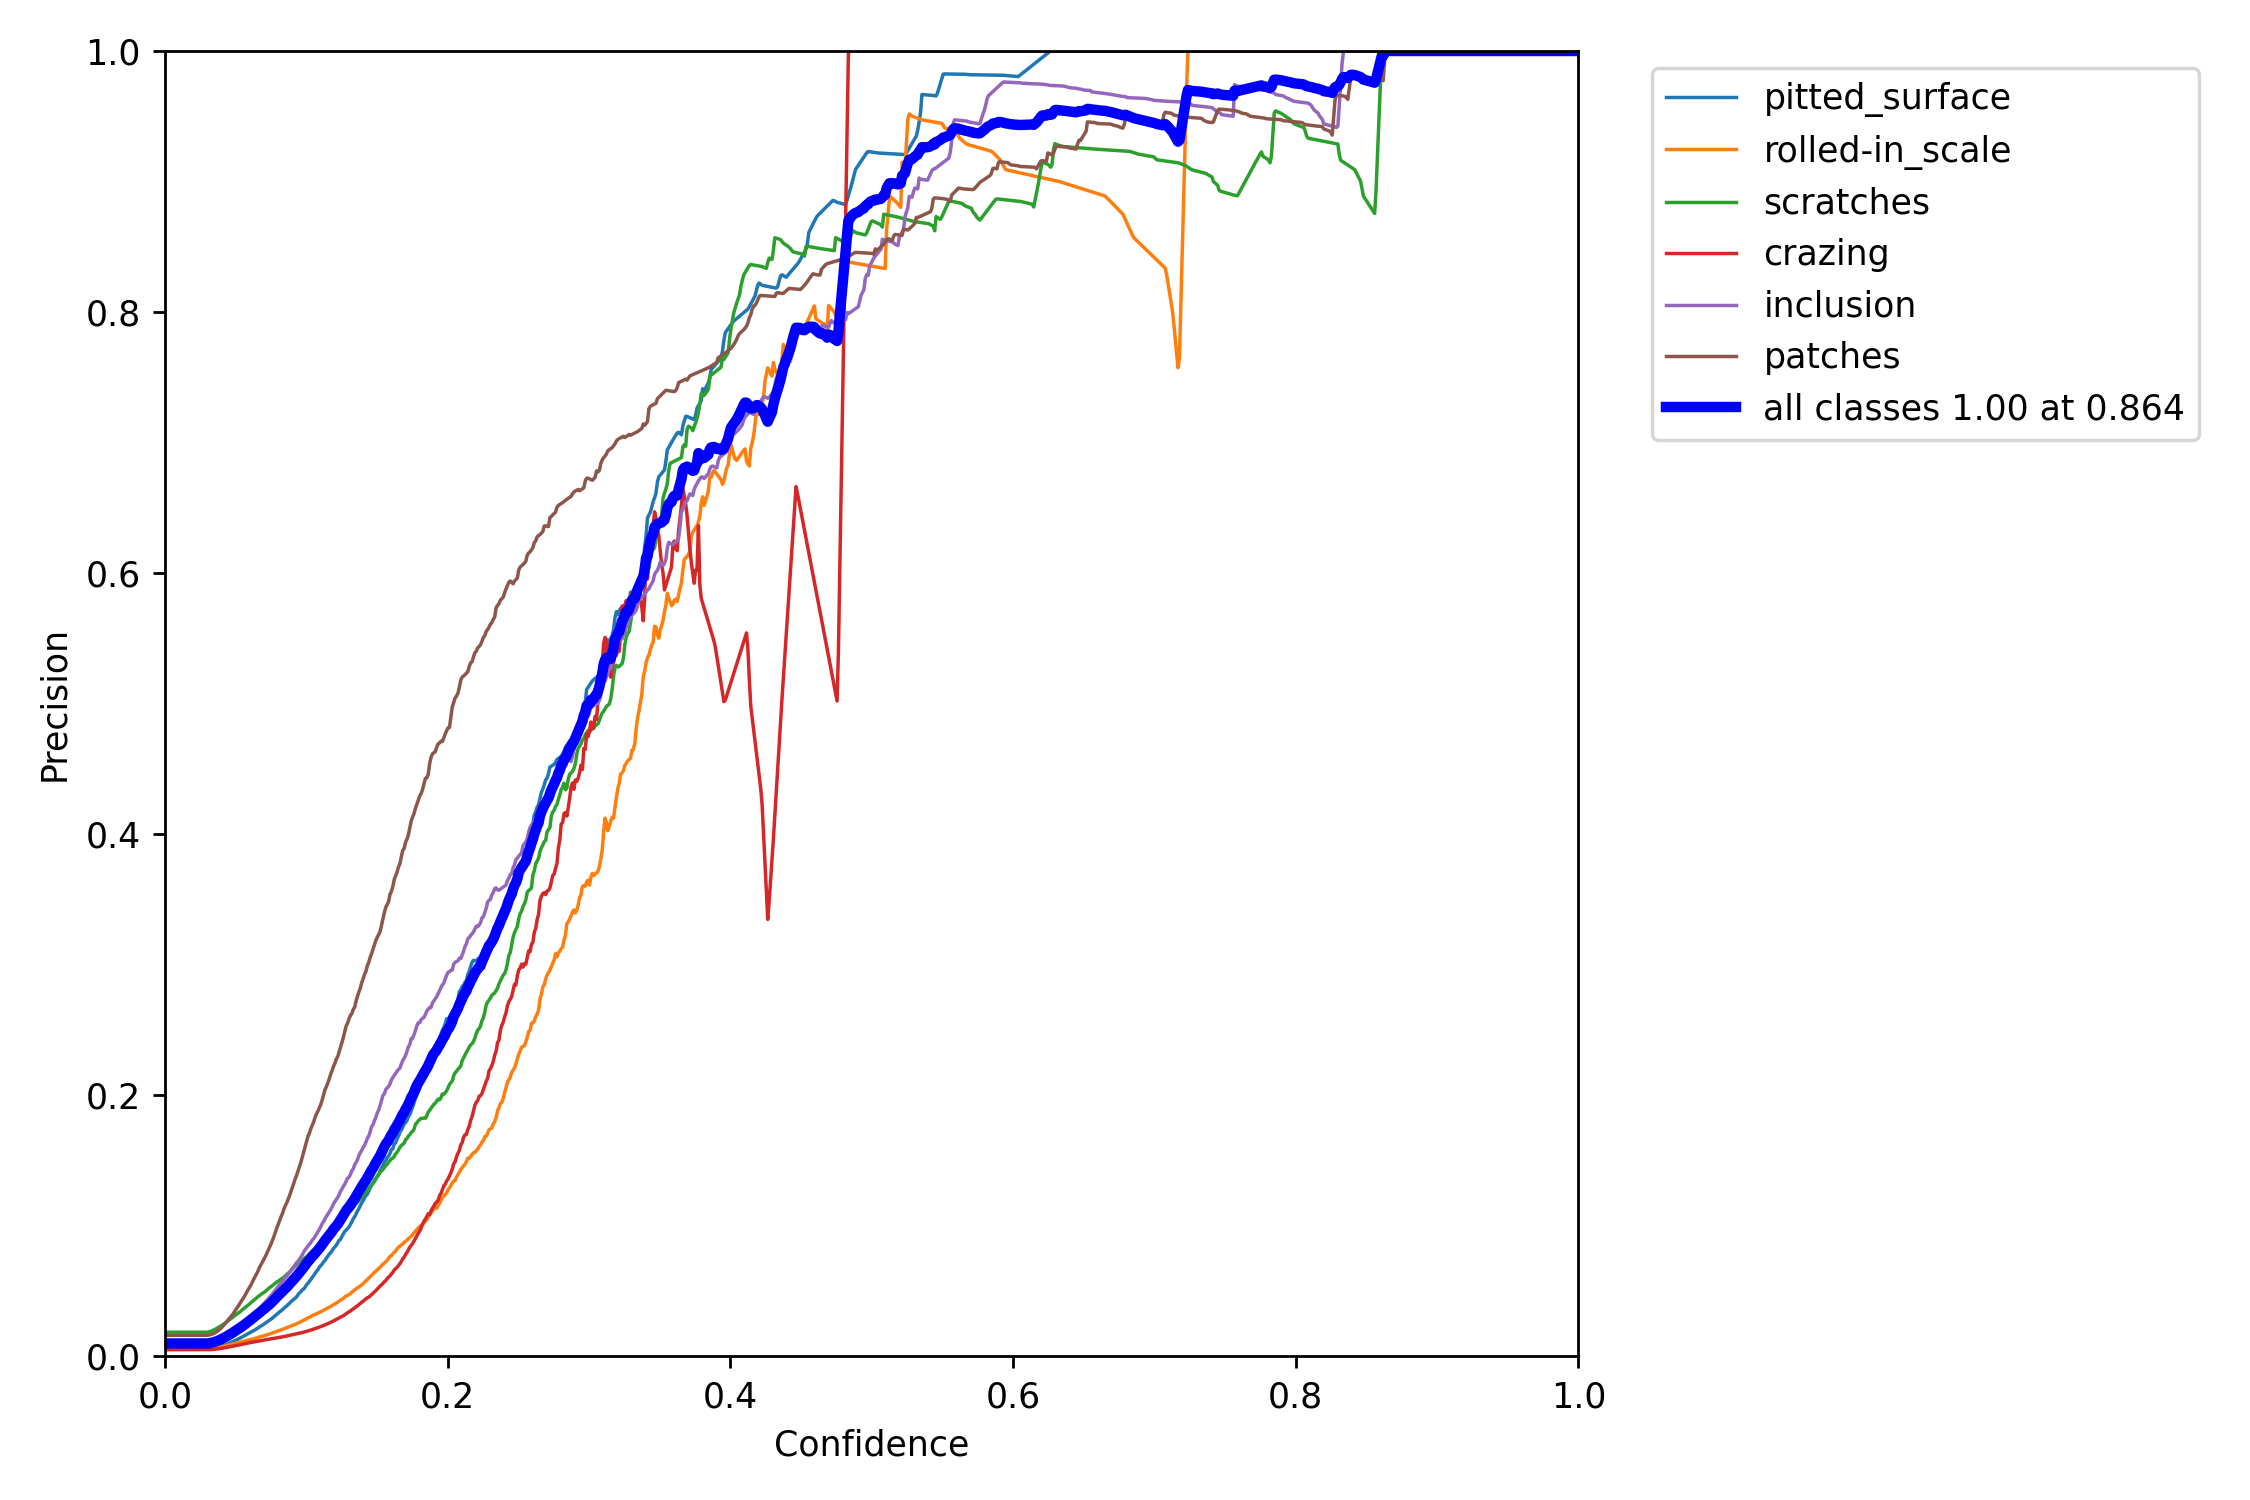 1.0
0.8
0.6
0.4
0.2
0.0
0.0 0.2 0.4 0.6 0.8 1.0
Precision
Confidence
pitted_surface
rolled-in_scale
scratches
crazing
inclusion
patches
all classes 1.00 at 0.864